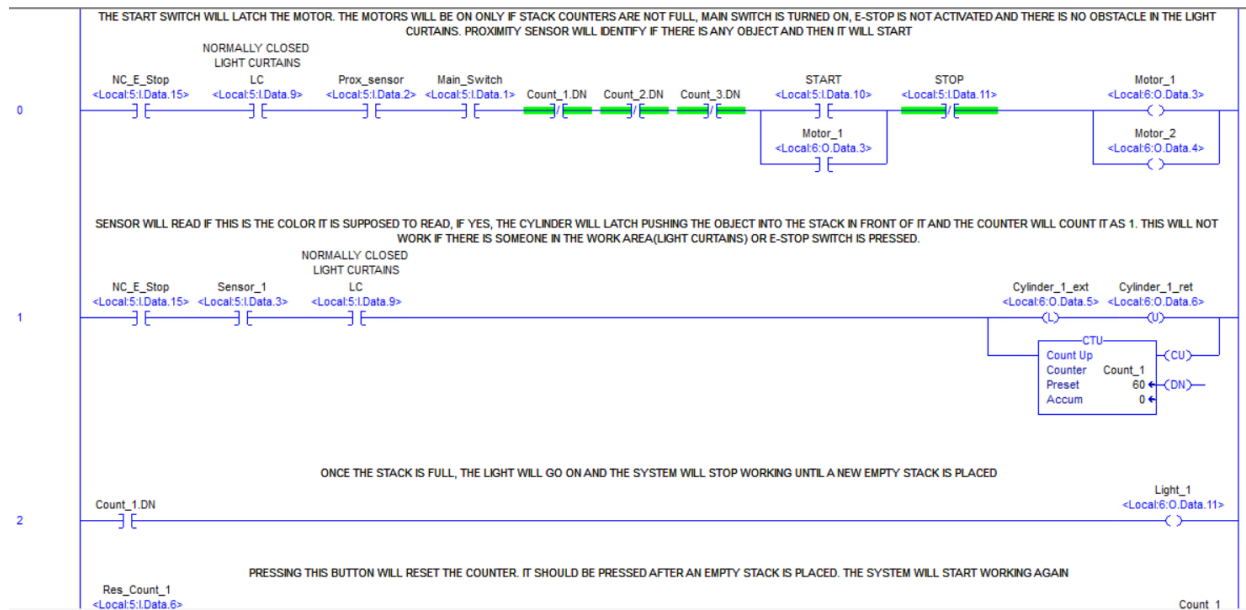 THE START SWITCH WILL LATCH THE MOTOR. THE MOTORS WILL BE ON ONLY IF STACK COUNTERS ARE NOT FULL, MAIN SWITCH IS TURNED ON, E-STOP IS NOT ACTIVATED AND THERE IS NO OBSTACLE IN THE LIGHT
CURTAINS. PROXIMITY SENSOR WILL IDENTIFY IF THERE IS ANY OBJECT AND THEN IT WILL START
NORMALLY CLOSED
LIGHT CURTAINS
NC_E_Stop LC Prox_sensor Main_Switch START STOP Motor_1
<Local:5:I.Data.15> <Local:5:I.Data.9> <Local:5:I.Data.2> <Local:5:I.Data.1> Count_1.DN Count_2.DN Count_3.DN <Local:5:I.Data.10> <Local:5:I.Data.11> <Local:6:O.Data.3>
0
Motor_1 Motor_2
<Local:6:O.Data.3> <Local:6:O.Data.4>
SENSOR WILL READ IF THIS IS THE COLOR IT IS SUPPOSED TO READ, IF YES, THE CYLINDER WILL LATCH PUSHING THE OBJECT INTO THE STACK IN FRONT OF IT AND THE COUNTER WILL COUNT IT AS 1. THIS WILL NOT
WORK IF THERE IS SOMEONE IN THE WORK AREA(LIGHT CURTAINS) OR E-STOP SWITCH IS PRESSED.
NORMALLY CLOSED
LIGHT CURTAINS
NC_E_Stop Sensor_1 LC Cylinder_1_ext Cylinder_1_ret
<Local:5:I.Data.15> <Local:5:I.Data.3> <Local:5:I.Data.9> <Local:6:O.Data.5> <Local:6:O.Data.6>
1 L U
CTU
Count Up CU
Counter Count_1
Preset 60 DN
Accum 0
ONCE THE STACK IS FULL, THE LIGHT WILL GO ON AND THE SYSTEM WILL STOP WORKING UNTIL A NEW EMPTY STACK IS PLACED
Light_1
Count_1.DN <Local:6:O.Data.11>
2
PRESSING THIS BUTTON WILL RESET THE COUNTER. IT SHOULD BE PRESSED AFTER AN EMPTY STACK IS PLACED. THE SYSTEM WILL START WORKING AGAIN
Res_Count_1
<Local:5:I.Data.6> Count_1